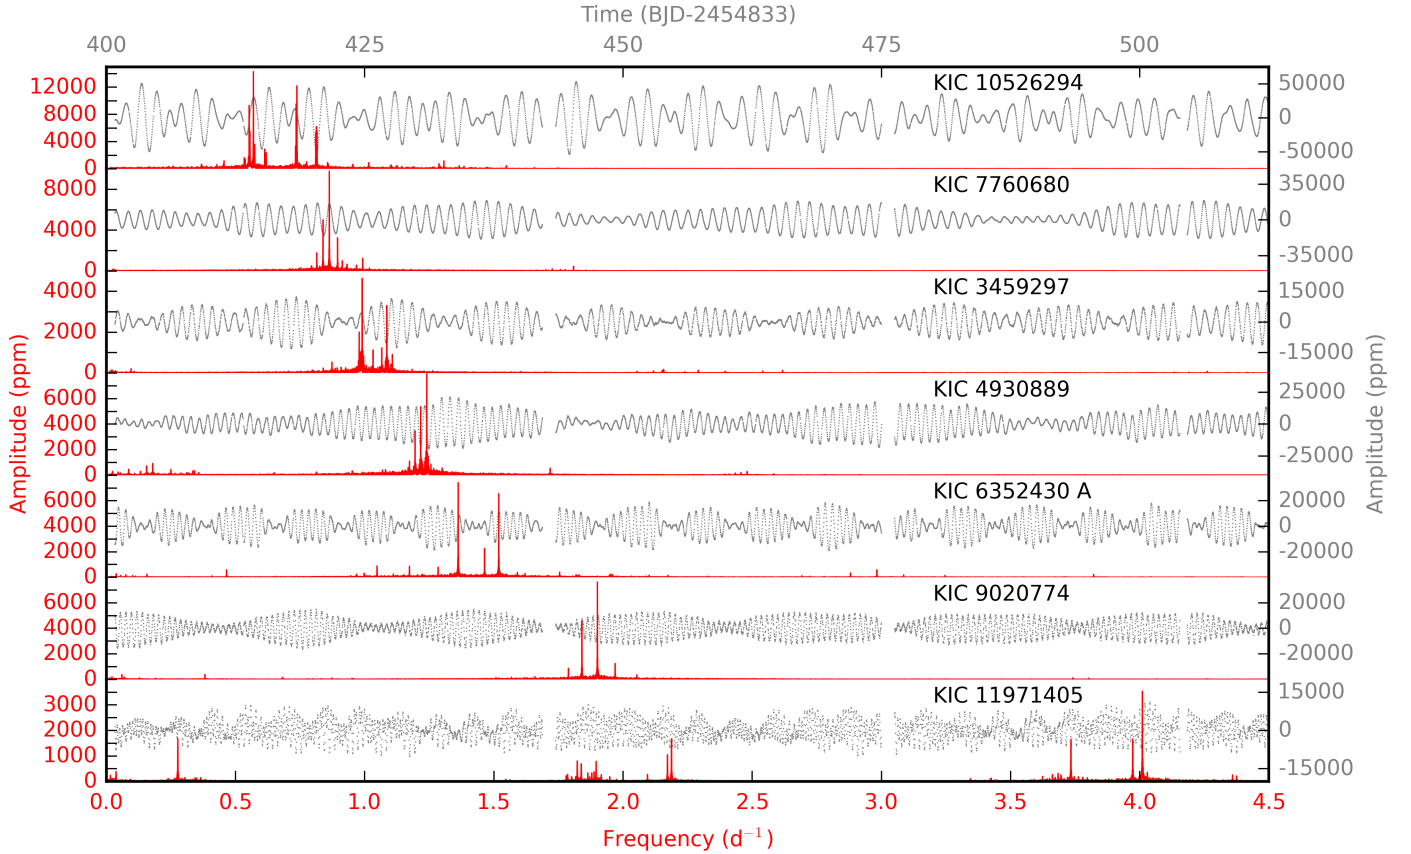 Time (BJD-2454833)
400 425 450 475 500
KIC 10526294
12000 8000 4000 0
50000 0 -50000
KIC 7760680
8000 4000 0
35000 0 -35000
KIC 3459297
4000 2000 0
15000 0 -15000
KIC 4930889
6000 4000 2000 0
25000 0 -25000
KIC 6352430 A
6000 4000 2000 0
20000 0 -20000
KIC 9020774
6000 4000 2000 0
20000 0 -20000
KIC 11971405
3000 2000 1000 0
15000 0 -15000
Amplitude (ppm)
Amplitude (ppm)
0.0 0.5 1.0 1.5 2.0 2.5 3.0 3.5 4.0 4.5
Frequency (d⁻¹)